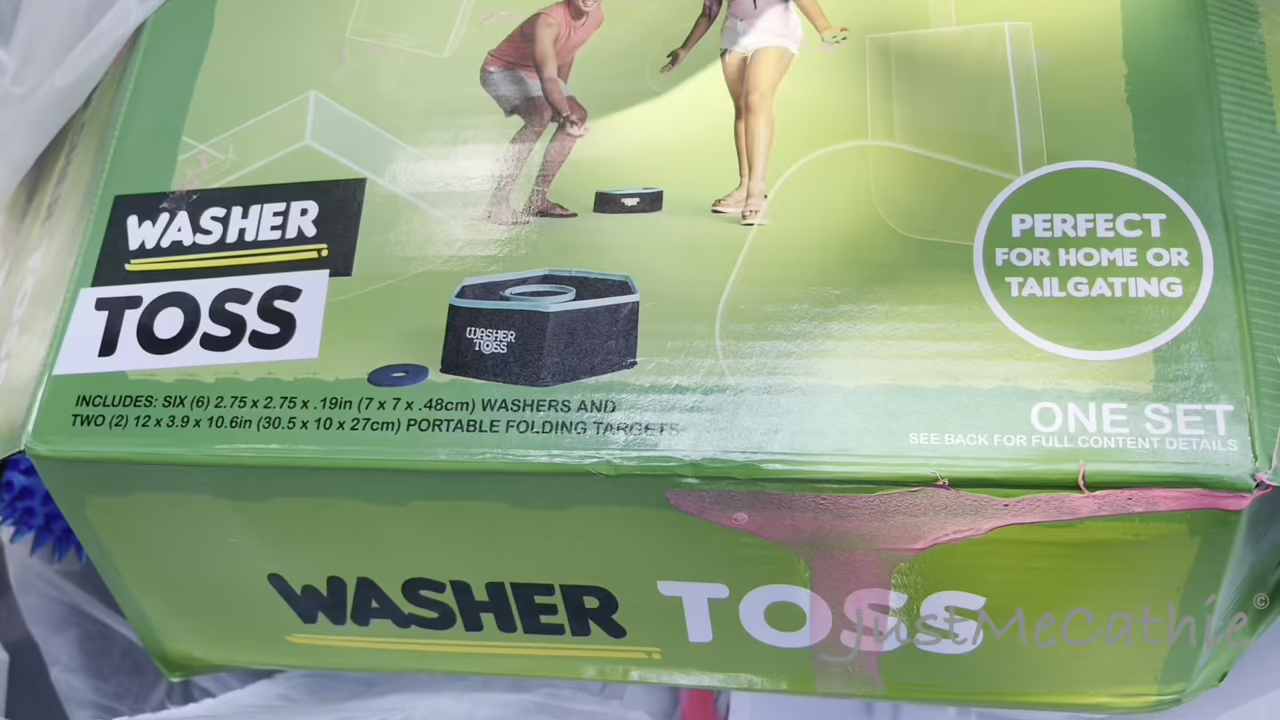 WASHER
TOSS
WASHER
TOSS
PERFECT
FOR HOME OR
TAILGATING
INCLUDES: SIX (6) 2.75 x 2.75 x .19in (7 x 7 x .48cm) WASHERS AND
TWO (2) 12 x 3.9 x 10.6in (30.5 x 10 x 27cm) PORTABLE FOLDING TARGETS
ONE SET
SEE BACK FOR FULL CONTENT DETAILS
WASHER TOSS
JustMeCathie©